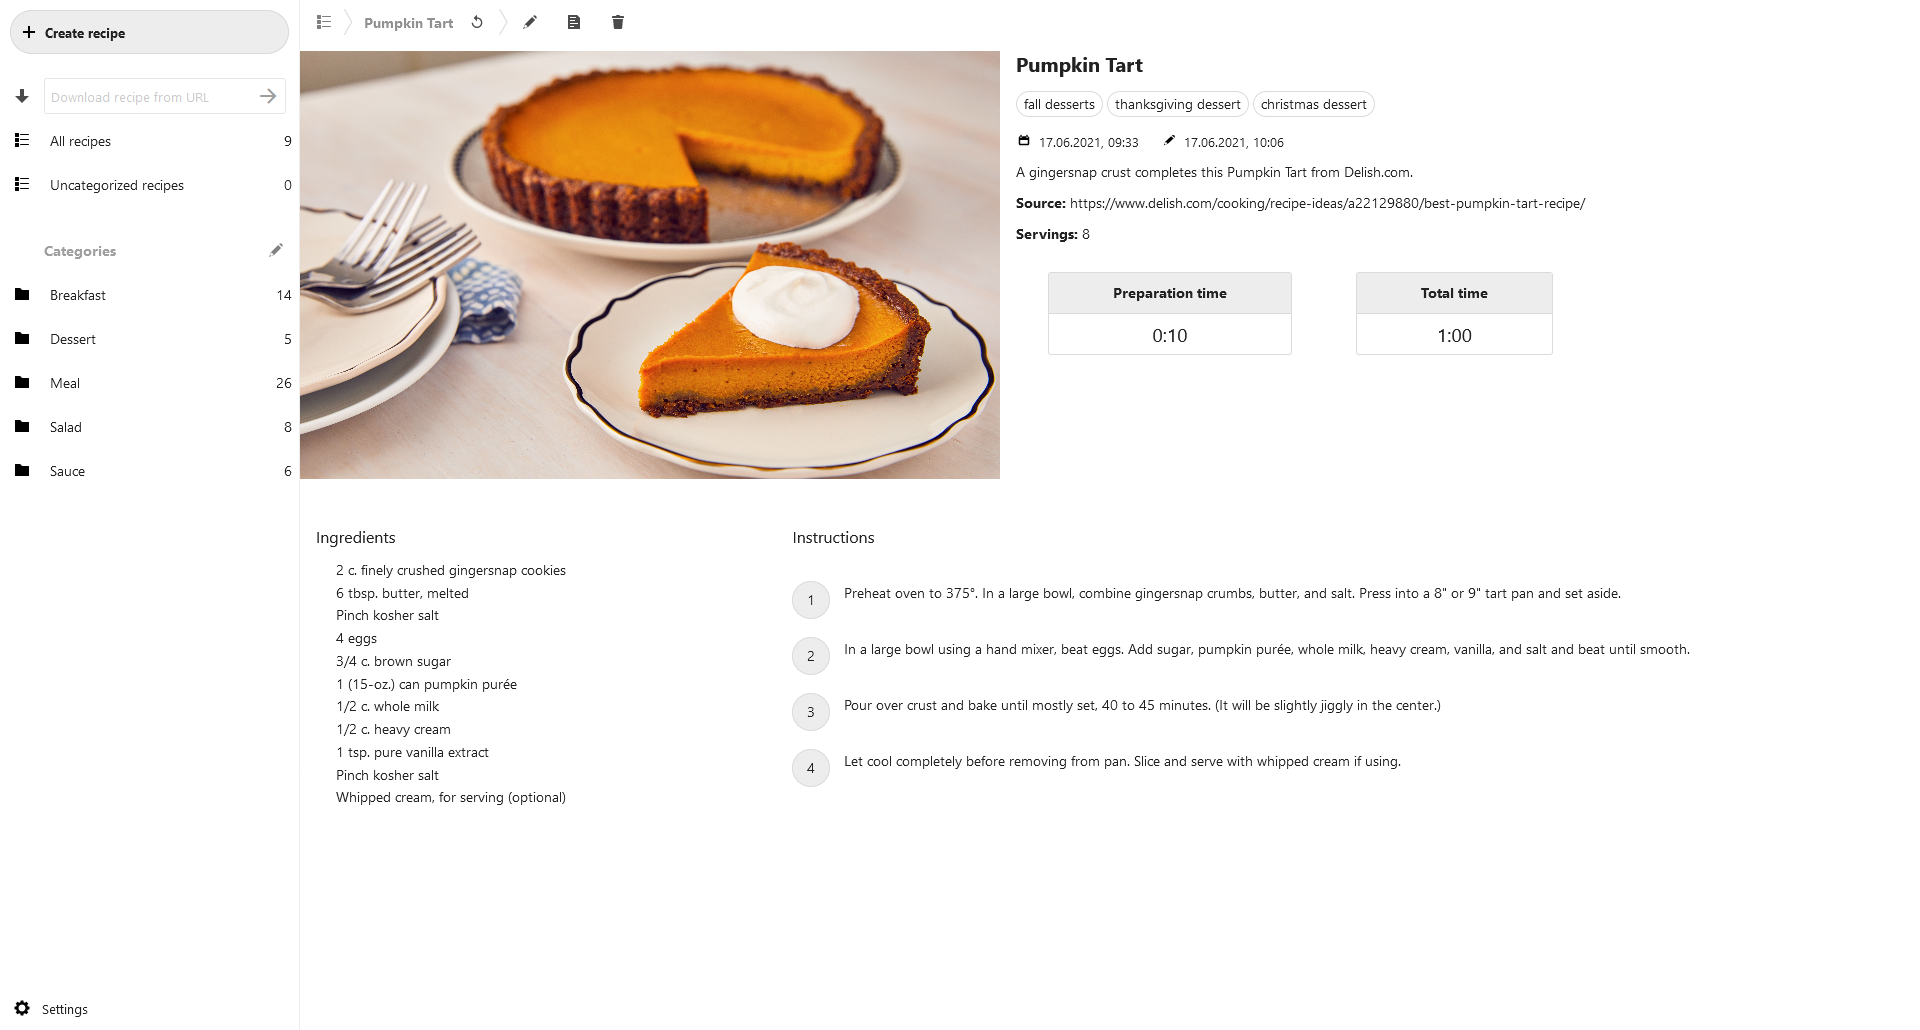 Create recipe
Download recipe from URL
All recipes 9
Uncategorized recipes 0
Categories
Breakfast 14
Dessert 5
Meal 26
Salad 8
Sauce 6
Settings
Pumpkin Tart
Pumpkin Tart
fall desserts thanksgiving dessert christmas dessert
17.06.2021, 09:33 17.06.2021, 10:06
A gingersnap crust completes this Pumpkin Tart from Delish.com.
Source: https://www.delish.com/cooking/recipe-ideas/a22129880/best-pumpkin-tart-recipe/
Servings: 8
Preparation time
0:10
Total time
1:00
Ingredients
2 c. finely crushed gingersnap cookies
6 tbsp. butter, melted
Pinch kosher salt
4 eggs
3/4 c. brown sugar
1 (15-oz.) can pumpkin purée
1/2 c. whole milk
1/2 c. heavy cream
1 tsp. pure vanilla extract
Pinch kosher salt
Whipped cream, for serving (optional)
Instructions
1 Preheat oven to 375°. In a large bowl, combine gingersnap crumbs, butter, and salt. Press into a 8" or 9" tart pan and set aside.
2 In a large bowl using a hand mixer, beat eggs. Add sugar, pumpkin purée, whole milk, heavy cream, vanilla, and salt and beat until smooth.
3 Pour over crust and bake until mostly set, 40 to 45 minutes. (It will be slightly jiggly in the center.)
4 Let cool completely before removing from pan. Slice and serve with whipped cream if using.